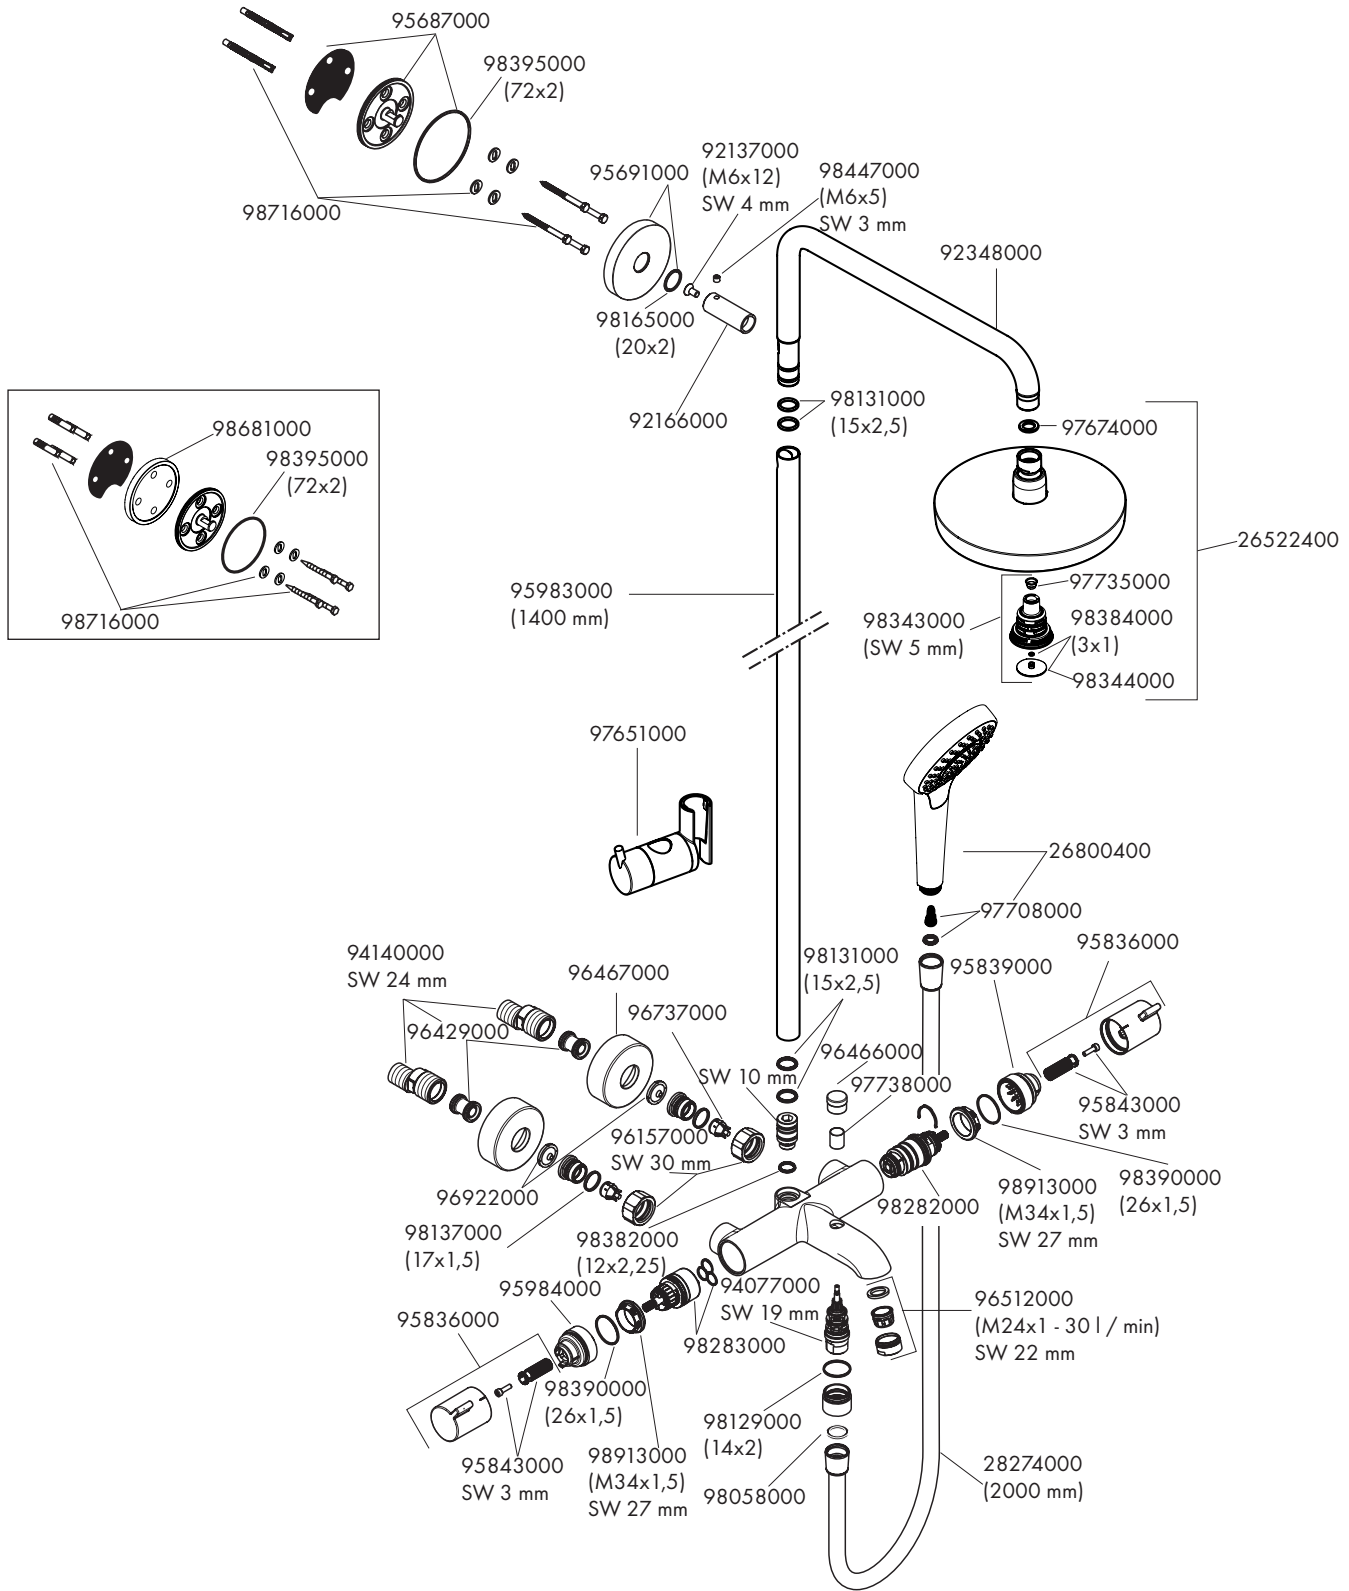 95687000
98395000
(72x2)
98716000
95691000
92137000
(M6x12)
SW 4 mm
98447000
(M6x5)
SW 3 mm
92348000
98165000
(20x2)
92166000
98131000
(15x2,5)
97674000
98681000
98395000
(72x2)
98716000
26522400
97735000
95983000
(1400 mm)
98343000
(SW 5 mm)
98384000
(3x1)
98344000
97651000
26800400
97708000
94140000
SW 24 mm
96429000
96467000
96737000
98131000
(15x2,5)
95839000
95836000
SW 10 mm
96466000
97738000
95843000
SW 3 mm
96157000
SW 30 mm
96922000
98137000
(17x1,5)
98382000
(12x2,25)
98282000
98913000
(M34x1,5)
SW 27 mm
98390000
(26x1,5)
95984000
95836000
94077000
SW 19 mm
98283000
96512000
(M24x1 - 30 l / min)
SW 22 mm
98390000
(26x1,5)
98129000
(14x2)
95843000
SW 3 mm
98913000
(M34x1,5)
SW 27 mm
98058000
28274000
(2000 mm)